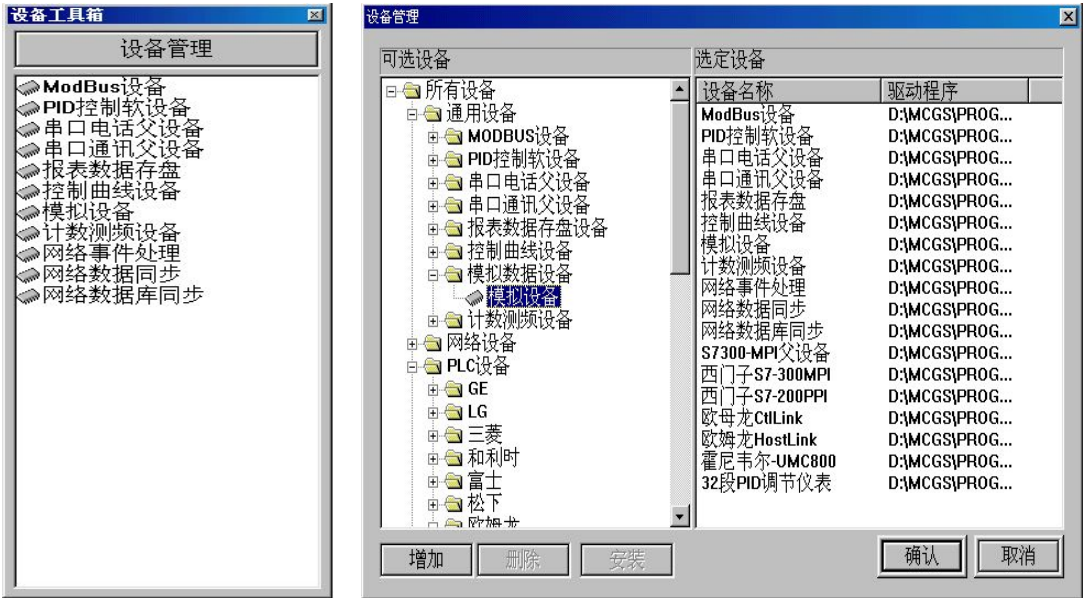 设备工具箱
设备管理
ModBus设备
PID控制软设备
串口电话父设备
串口通讯父设备
报表数据存盘
控制曲线设备
模拟设备
计数测频设备
网络事件处理
网络数据同步
网络数据库同步
设备管理
可选设备
所有设备
通用设备
MODBUS设备
PID控制软设备
串口电话父设备
串口通讯父设备
报表数据存盘设备
控制曲线设备
模拟数据设备
模拟设备
计数测频设备
网络设备
PLC设备
GE
LG
三菱
和利时
富士
松下
欧姆龙
选定设备
设备名称 驱动程序
ModBus设备 D:\MCGS\PROG...
PID控制软设备 D:\MCGS\PROG...
串口电话父设备 D:\MCGS\PROG...
串口通讯父设备 D:\MCGS\PROG...
报表数据存盘 D:\MCGS\PROG...
控制曲线设备 D:\MCGS\PROG...
模拟设备 D:\MCGS\PROG...
计数测频设备 D:\MCGS\PROG...
网络事件处理 D:\MCGS\PROG...
网络数据同步 D:\MCGS\PROG...
网络数据库同步 D:\MCGS\PROG...
S7300-MPI父设备 D:\MCGS\PROG...
西门子S7-300MPI D:\MCGS\PROG...
西门子S7-200PPI D:\MCGS\PROG...
欧母龙CtlLink D:\MCGS\PROG...
欧姆龙HostLink D:\MCGS\PROG...
霍尼韦尔-UMC800 D:\MCGS\PROG...
32段PID调节仪表 D:\MCGS\PROG...
增加 删除 安装 确认 取消